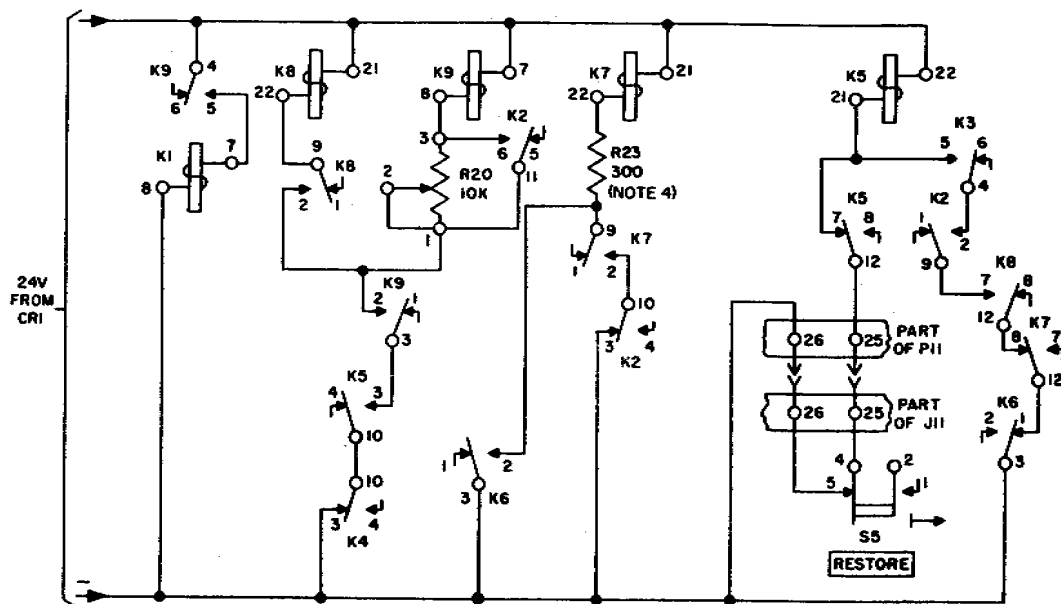 K9
4
6
5
K1
7
8
K8
21
22
9
K8
2
1
K9
7
8
3
K2
6
5
11
2
R20
10K
1
K7
21
22
R23
300
(NOTE 4)
9
K7
1
2
10
3
4
K2
K9
2
1
3
K5
4
3
10
10
3
4
K4
1
2
3
K6
K5
22
21
K3
5
6
4
K5
7
8
12
K2
1
2
9
K8
7
8
12
K7
8
7
12
K6
2
1
3
26
25
PART
OF P11
26
25
PART
OF J11
4
2
5
1
S5
RESTORE
24V
FROM
CR1
−